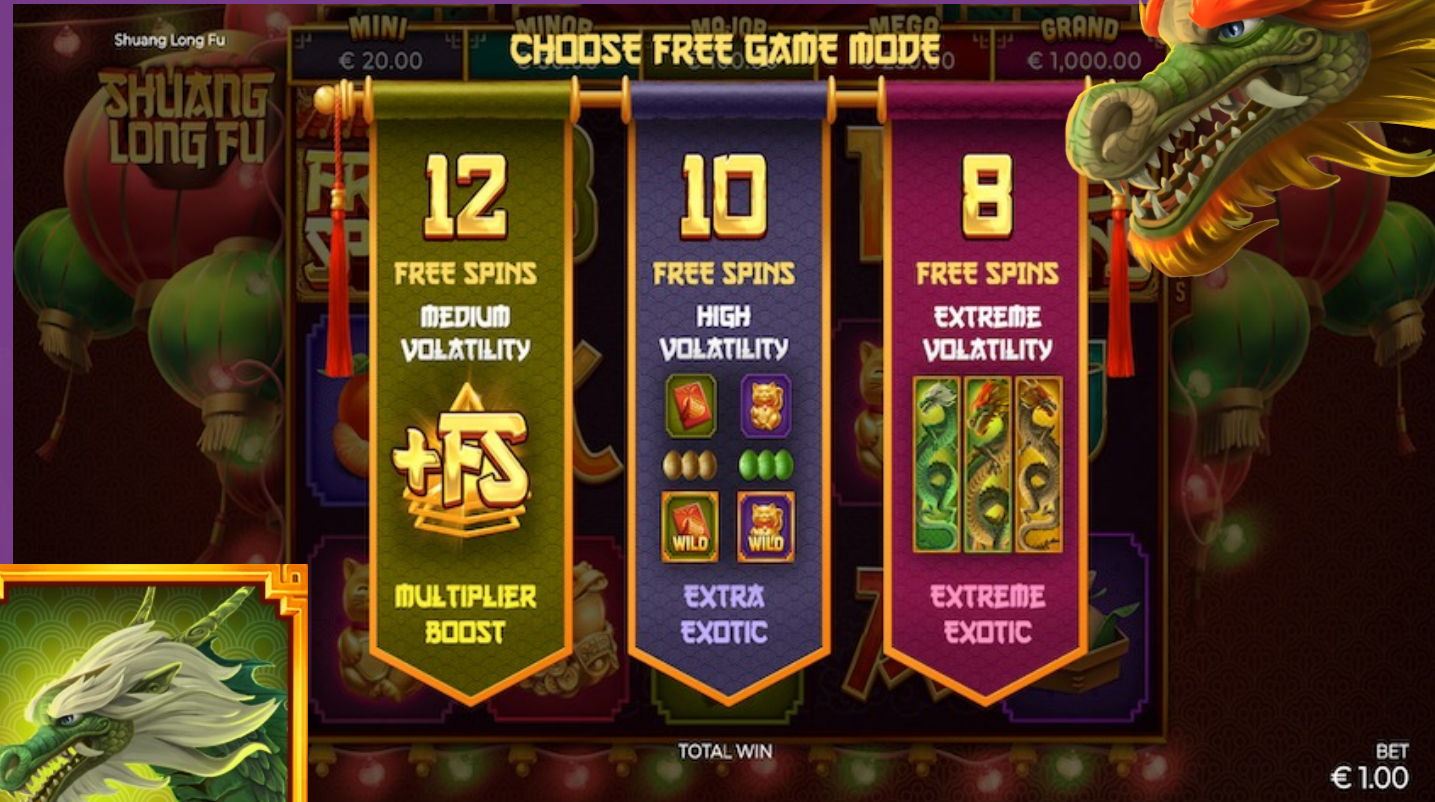 Shuang Long Fu
SHUANG
LONG FU
MINI
MINOR
MAJOR
MEGA
GRAND
€ 20.00
€ 1,000.00
CHOOSE FREE GAME MODE
12
FREE SPINS
MEDIUM
VOLATILITY
+FS
MULTIPLIER
BOOST
10
FREE SPINS
HIGH
VOLATILITY
WILD
WILD
EXTRA
EXOTIC
8
FREE SPINS
EXTREME
VOLATILITY
EXTREME
EXOTIC
TOTAL WIN
BET
€ 1.00